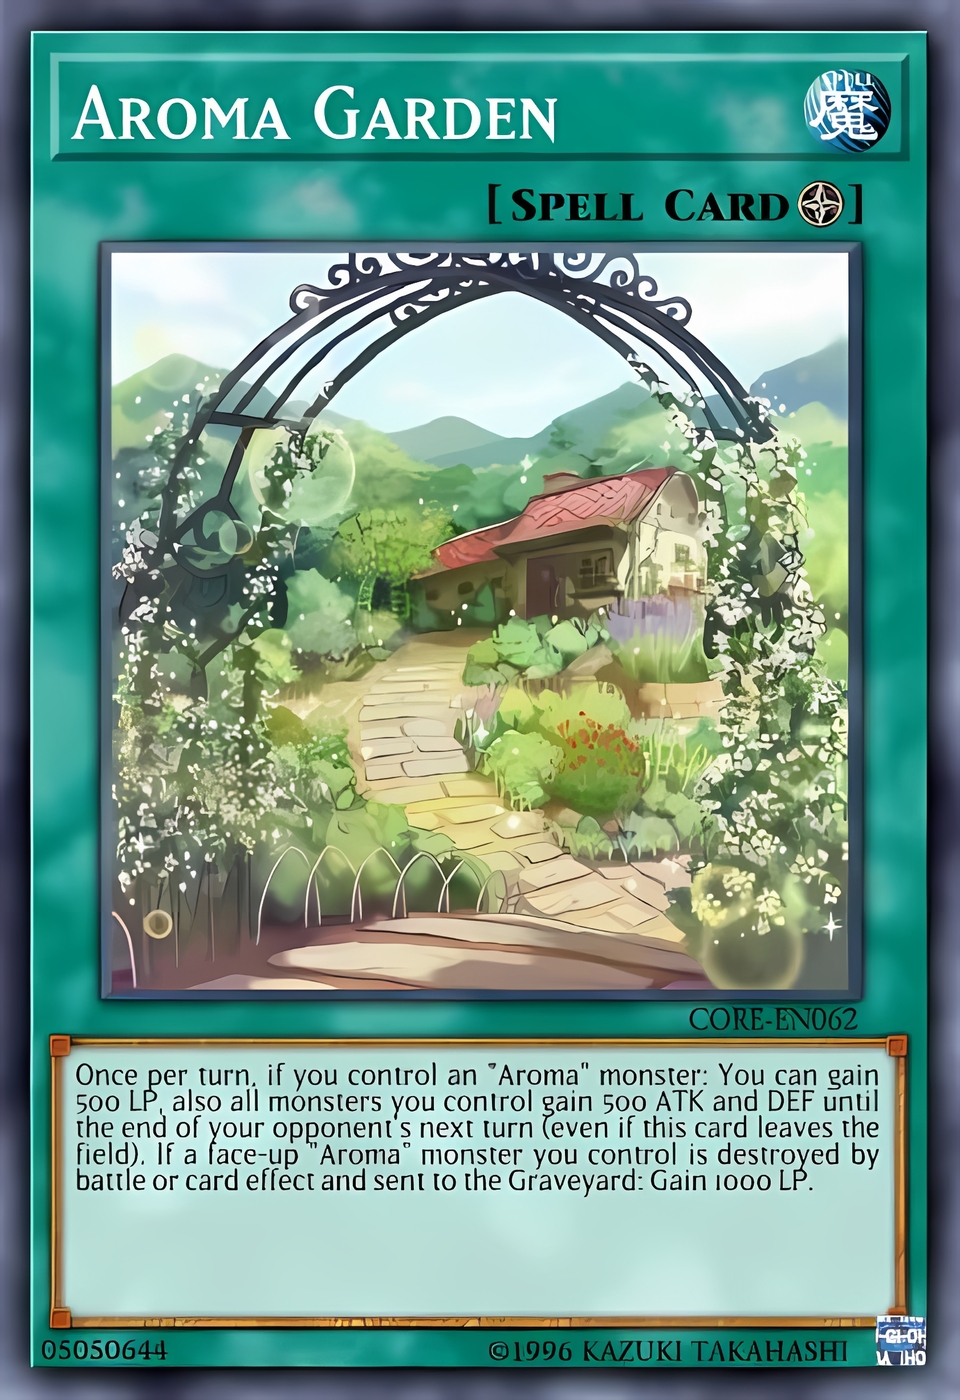 AROMA GARDEN
魔
[SPELL CARD]
CORE-EN062
Once per turn, if you control an "Aroma" monster: You can gain
500 LP, also all monsters you control gain 500 ATK and DEF until
the end of your opponent's next turn (even if this card leaves the
field). If a face-up "Aroma" monster you control is destroyed by
battle or card effect and sent to the Graveyard: Gain 1000 LP.
05050644
©1996 KAZUKI TAKAHASHI